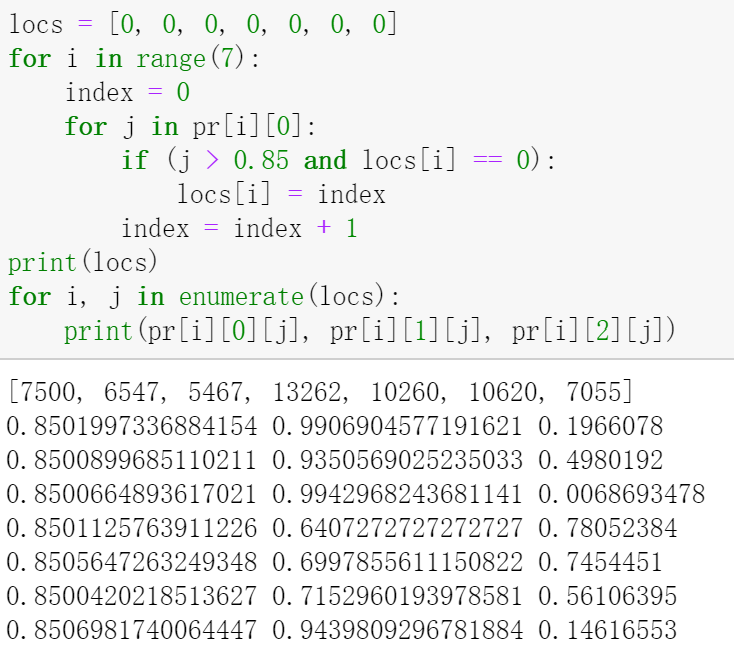 locs = [0, 0, 0, 0, 0, 0, 0]
for i in range(7):
    index = 0
    for j in pr[i][0]:
        if (j > 0.85 and locs[i] == 0):
            locs[i] = index
        index = index + 1
print(locs)
for i, j in enumerate(locs):
    print(pr[i][0][j], pr[i][1][j], pr[i][2][j])
[7500, 6547, 5467, 13262, 10260, 10620, 7055]
0.8501997336884154 0.9906904577191621 0.1966078
0.8500899685110211 0.9350569025235033 0.4980192
0.8500664893617021 0.9942968243681141 0.0068693478
0.8501125763911226 0.6407272727272727 0.78052384
0.8505647263249348 0.6997855611150822 0.7454451
0.8500420218513627 0.7152960193978581 0.56106395
0.8506981740064447 0.9439809296781884 0.14616553